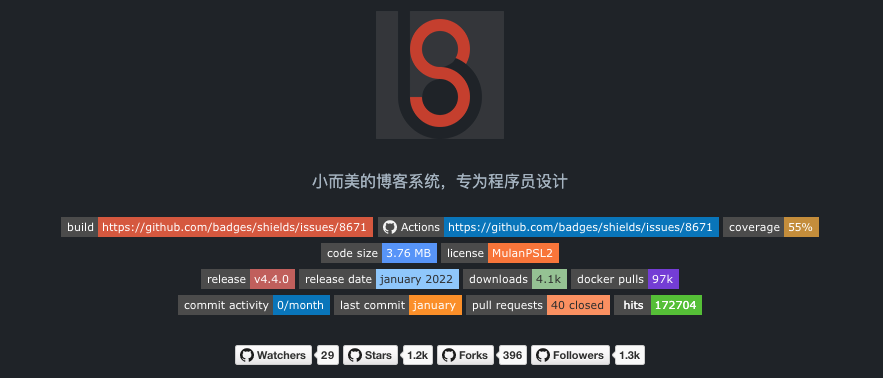 小而美的博客系统，专为程序员设计
build https://github.com/badges/shields/issues/8671 Actions https://github.com/badges/shields/issues/8671 coverage 55%
code size 3.76 MB license MulanPSL2
release v4.4.0 release date january 2022 downloads 4.1k docker pulls 97k
commit activity 0/month last commit january pull requests 40 closed hits 172704
Watchers 29 Stars 1.2k Forks 396 Followers 1.3k